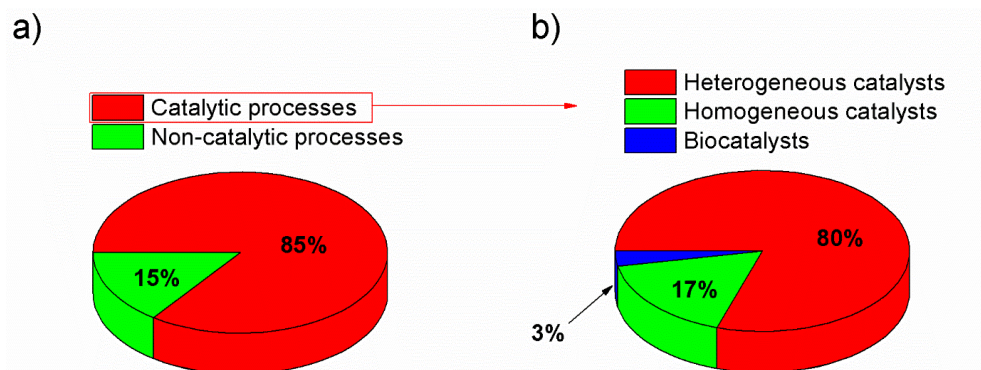 a)
Catalytic processes
Non-catalytic processes
85%
15%
b)
Heterogeneous catalysts
Homogeneous catalysts
Biocatalysts
80%
17%
3%